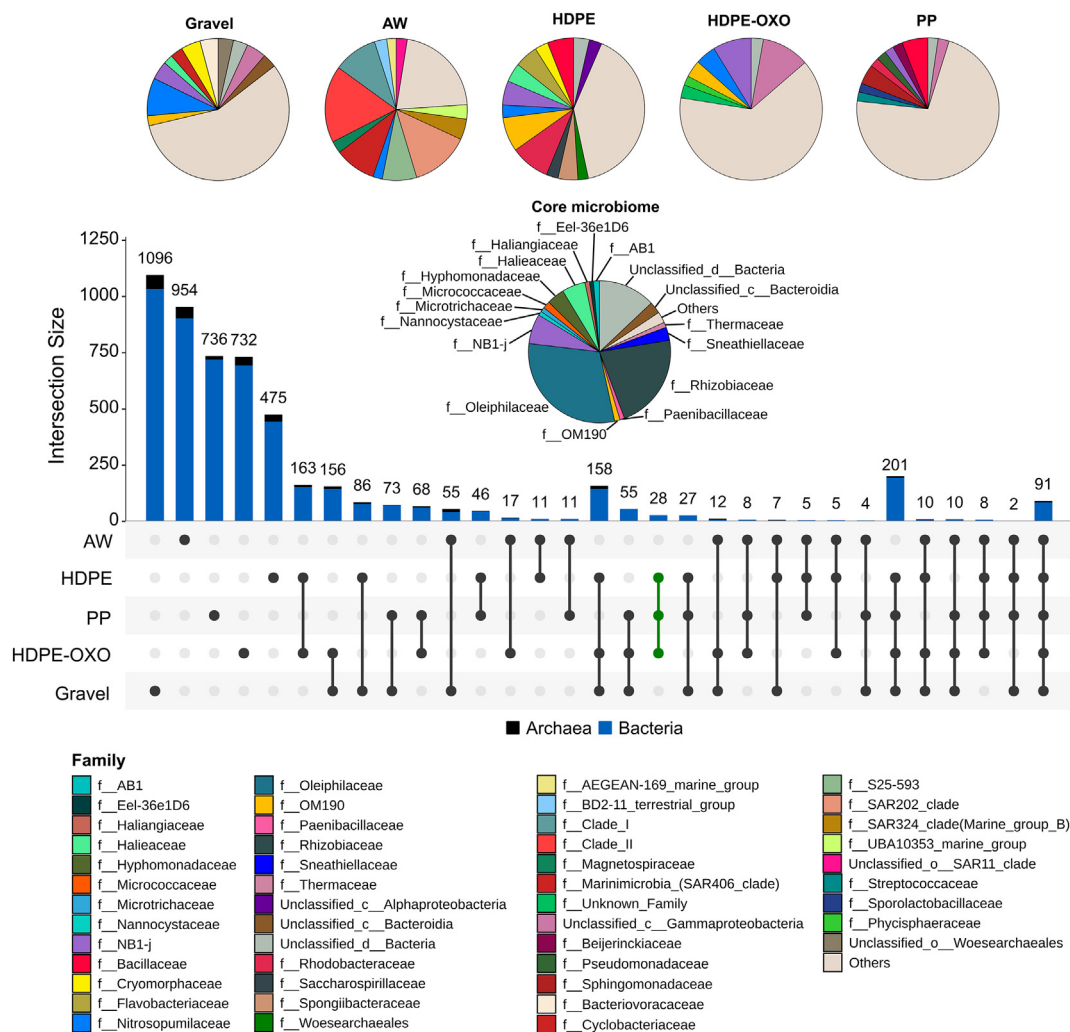 Gravel
AW
HDPE
HDPE-OXO
PP
Core microbiome
f__Eel-36e1D6
f__Haliangiaceae
f__AB1
f__Halieaceae
Unclassified_d__Bacteria
f__Hyphomonadaceae
Unclassified_c__Bacteroidia
f__Micrococcaceae
Others
f__Microtrichaceae
f__Thermaceae
f__Nannocystaceae
f__Sneathiellaceae
f__NB1-j
f__Rhizobiaceae
f__Oleiphilaceae
f__Paenibacillaceae
f__OM190
Intersection Size
1250
1000
750
500
250
0
1096
954
736
732
475
163
156
86
73
68
55
46
17
11
11
158
55
28
27
12
8
7
5
5
4
201
10
10
8
2
91
AW
HDPE
PP
HDPE-OXO
Gravel
Archaea
Bacteria
Family
f__AB1
f__Eel-36e1D6
f__Haliangiaceae
f__Halieaceae
f__Hyphomonadaceae
f__Micrococcaceae
f__Microtrichaceae
f__Nannocystaceae
f__NB1-j
f__Bacillaceae
f__Cryomorphaceae
f__Flavobacteriaceae
f__Nitrosopumilaceae
f__Oleiphilaceae
f__OM190
f__Paenibacillaceae
f__Rhizobiaceae
f__Sneathiellaceae
f__Thermaceae
Unclassified_c__Alphaproteobacteria
Unclassified_c__Bacteroidia
Unclassified_d__Bacteria
f__Rhodobacteraceae
f__Saccharospirillaceae
f__Spongiibacteraceae
f__Woesearchaeales
f__AEGEAN-169_marine_group
f__BD2-11_terrestrial_group
f__Clade_I
f__Clade_II
f__Magnetospiraceae
f__Marinimicrobia_(SAR406_clade)
f__Unknown_Family
Unclassified_c__Gammaproteobacteria
f__Beijerinckiaceae
f__Pseudomonadaceae
f__Sphingomonadaceae
f__Bacteriovoracaceae
f__Cyclobacteriaceae
f__S25-593
f__SAR202_clade
f__SAR324_clade(Marine_group_B)
f__UBA10353_marine_group
Unclassified_o__SAR11_clade
f__Streptococcaceae
f__Sporolactobacillaceae
f__Phycisphaeraceae
Unclassified_o__Woesearchaeales
Others